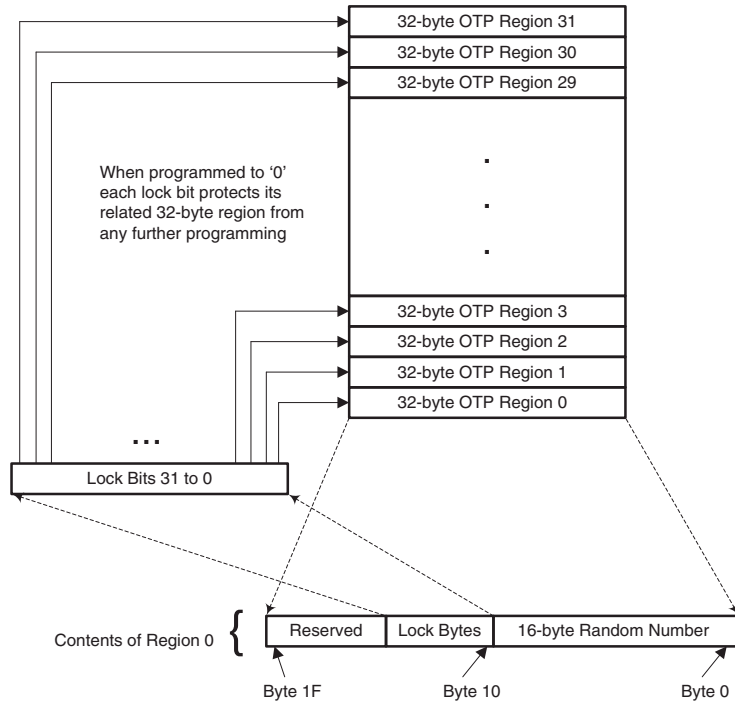 32-byte OTP Region 31
32-byte OTP Region 30
32-byte OTP Region 29
When programmed to ‘0’
each lock bit protects its
related 32-byte region from
any further programming
.
.
.
32-byte OTP Region 3
32-byte OTP Region 2
32-byte OTP Region 1
32-byte OTP Region 0
...
Lock Bits 31 to 0
Contents of Region 0 {
Reserved
Lock Bytes
16-byte Random Number
Byte 1F
Byte 10
Byte 0